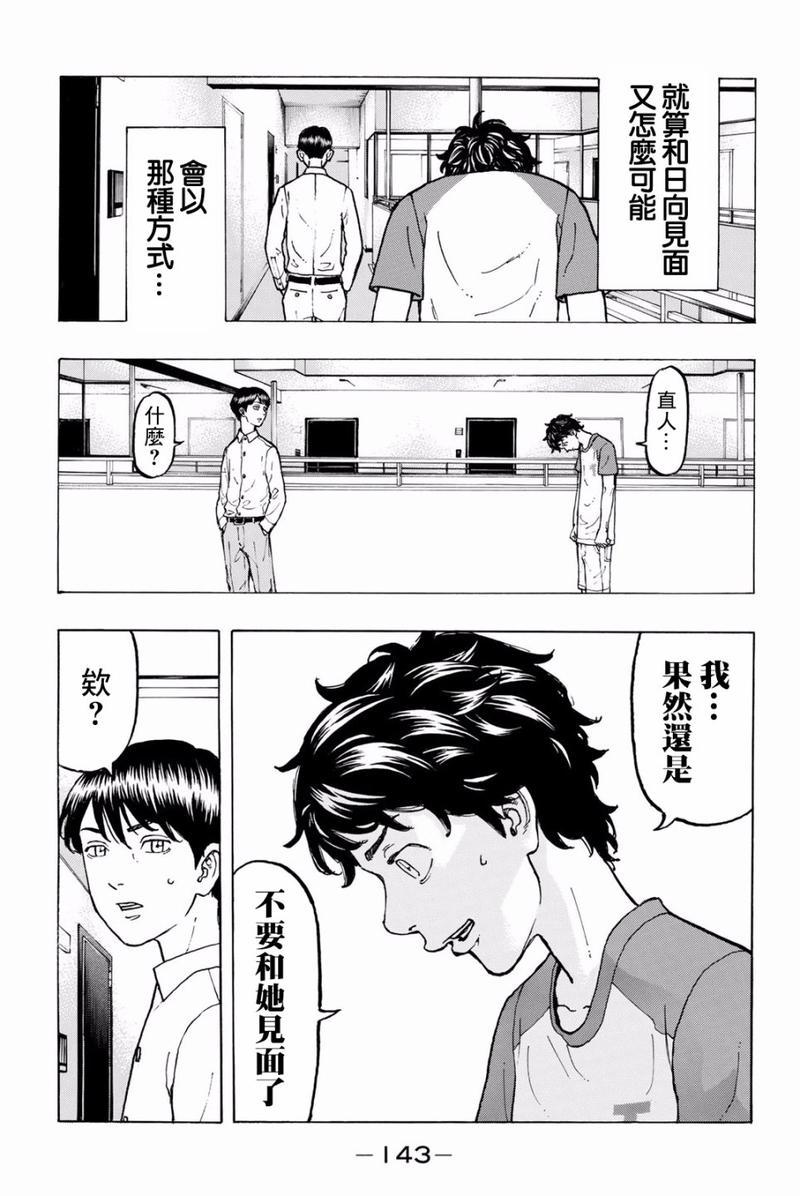 就算和日向見面
又怎麼可能
會以
那種方式…
直人…
什麼？
我…
果然還是
不要和她見面了
欸？
T
—143—